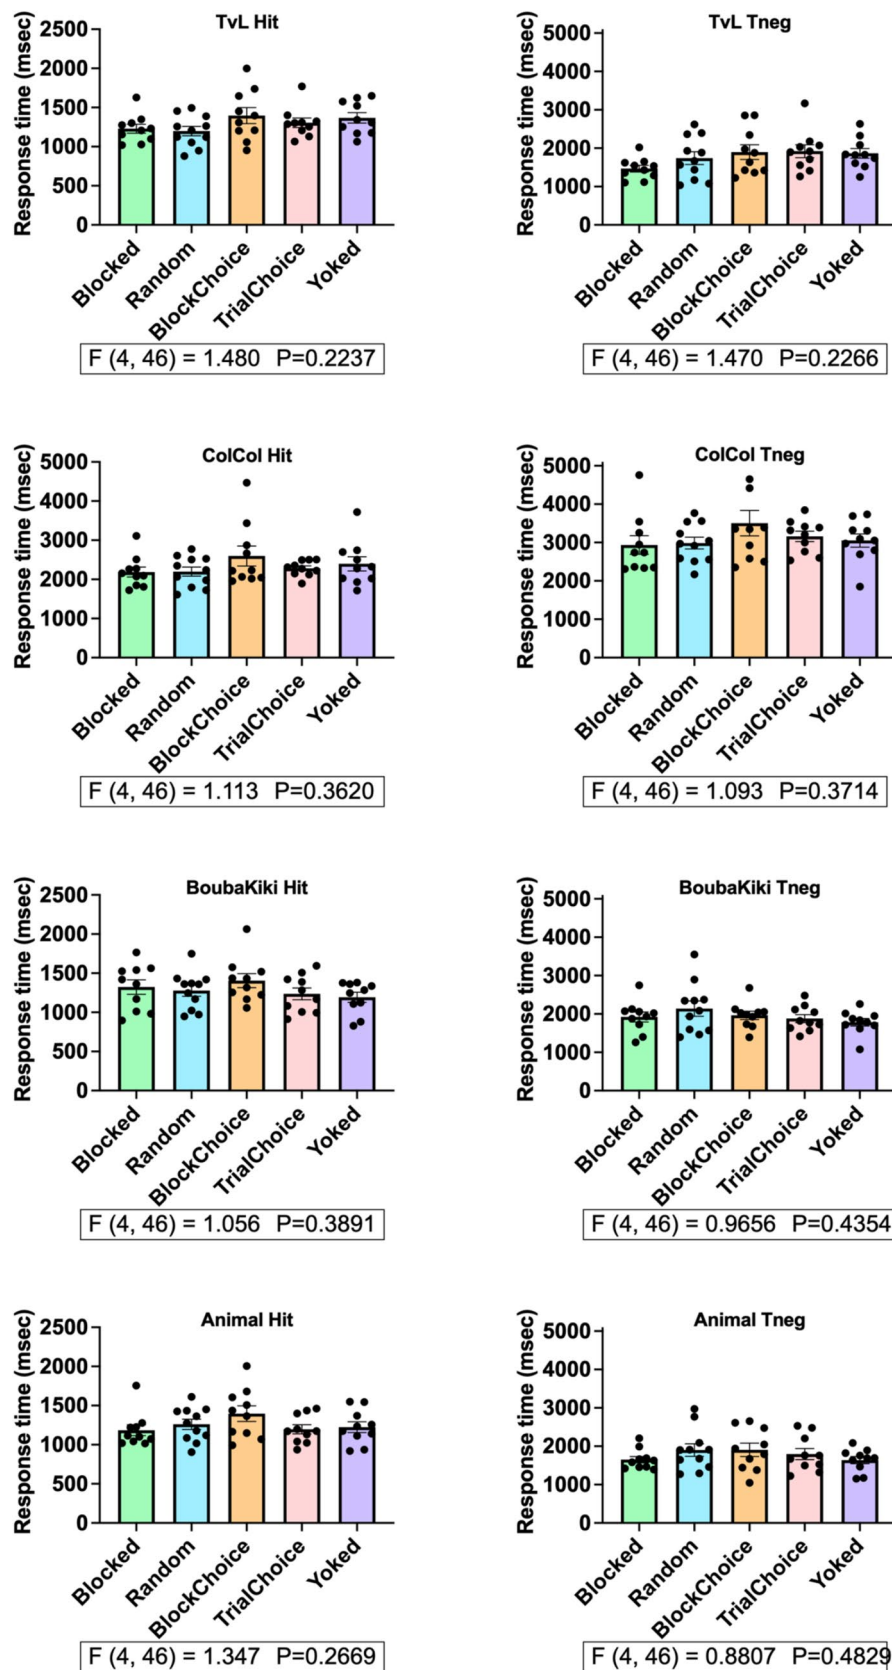 TvL Hit
Response time (msec)
2500
2000
1500
1000
500
0
Blocked
Random
BlockChoice
TrialChoice
Yoked
F (4, 46) = 1.480 P=0.2237
TvL Tneg
Response time (msec)
5000
4000
3000
2000
1000
0
Blocked
Random
BlockChoice
TrialChoice
Yoked
F (4, 46) = 1.470 P=0.2266
ColCol Hit
Response time (msec)
5000
4000
3000
2000
1000
0
Blocked
Random
BlockChoice
TrialChoice
Yoked
F (4, 46) = 1.113 P=0.3620
ColCol Tneg
Response time (msec)
5000
4000
3000
2000
1000
0
Blocked
Random
BlockChoice
TrialChoice
Yoked
F (4, 46) = 1.093 P=0.3714
BoubaKiki Hit
Response time (msec)
2500
2000
1500
1000
500
0
Blocked
Random
BlockChoice
TrialChoice
Yoked
F (4, 46) = 1.056 P=0.3891
BoubaKiki Tneg
Response time (msec)
5000
4000
3000
2000
1000
0
Blocked
Random
BlockChoice
TrialChoice
Yoked
F (4, 46) = 0.9656 P=0.4354
Animal Hit
Response time (msec)
2500
2000
1500
1000
500
0
Blocked
Random
BlockChoice
TrialChoice
Yoked
F (4, 46) = 1.347 P=0.2669
Animal Tneg
Response time (msec)
5000
4000
3000
2000
1000
0
Blocked
Random
BlockChoice
TrialChoice
Yoked
F (4, 46) = 0.8807 P=0.4829